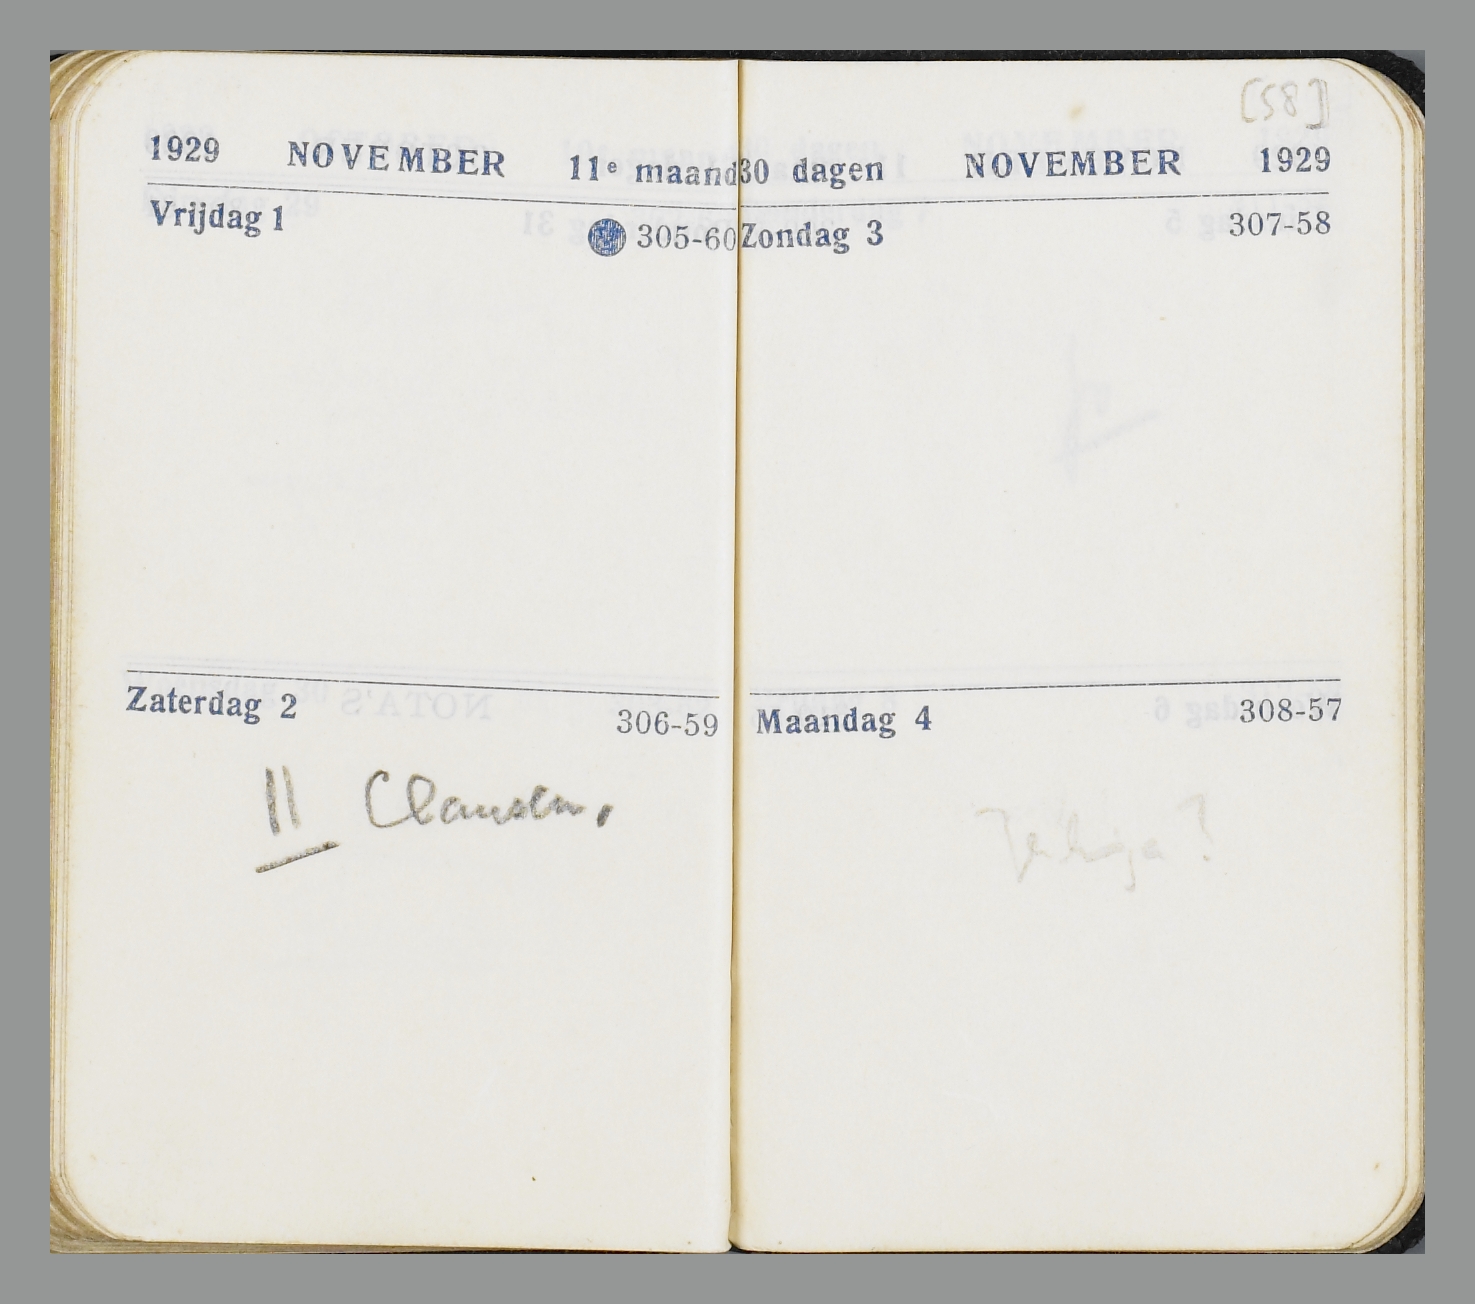 1929 NOVEMBER 11e maand
Vrijdag 1 305-60
Zaterdag 2 306-59
11 Clausen.
[58]
30 dagen NOVEMBER 1929
Zondag 3 307-58
Maandag 4 308-57